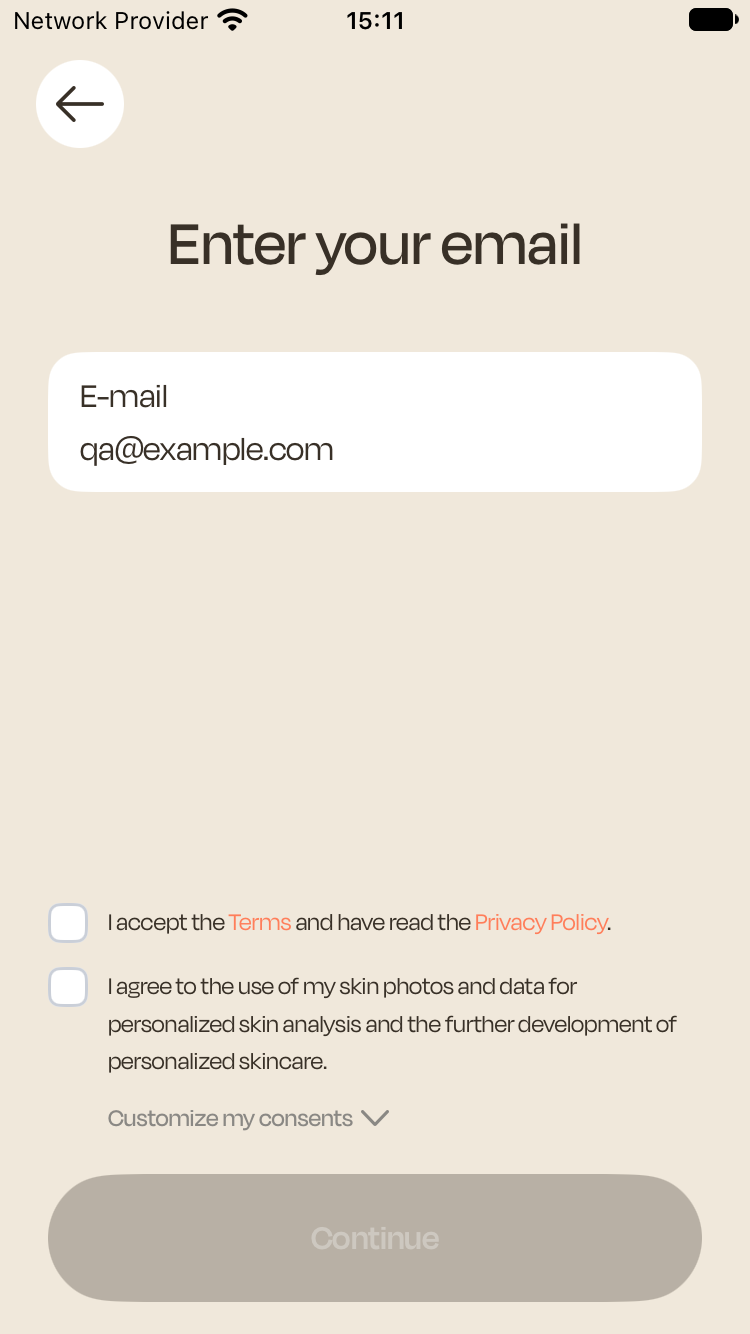 Network Provider 15:11
Enter your email
E-mail
qa@example.com
I accept the Terms and have read the Privacy Policy.
I agree to the use of my skin photos and data for
personalized skin analysis and the further development of
personalized skincare.
Customize my consents
Continue